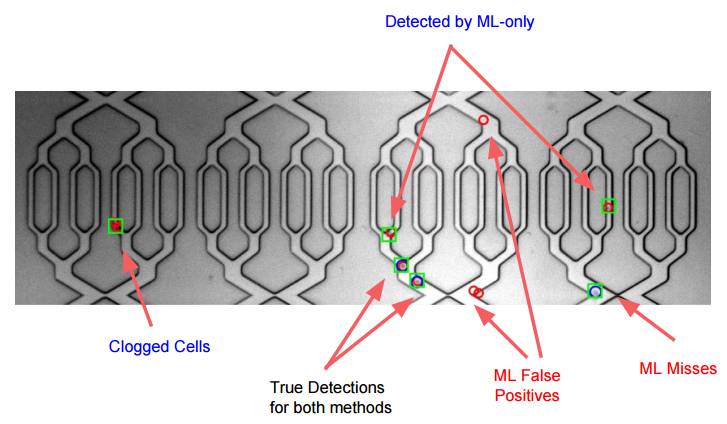 Detected by ML-only
Clogged Cells
True Detections
for both methods
ML False
Positives
ML Misses